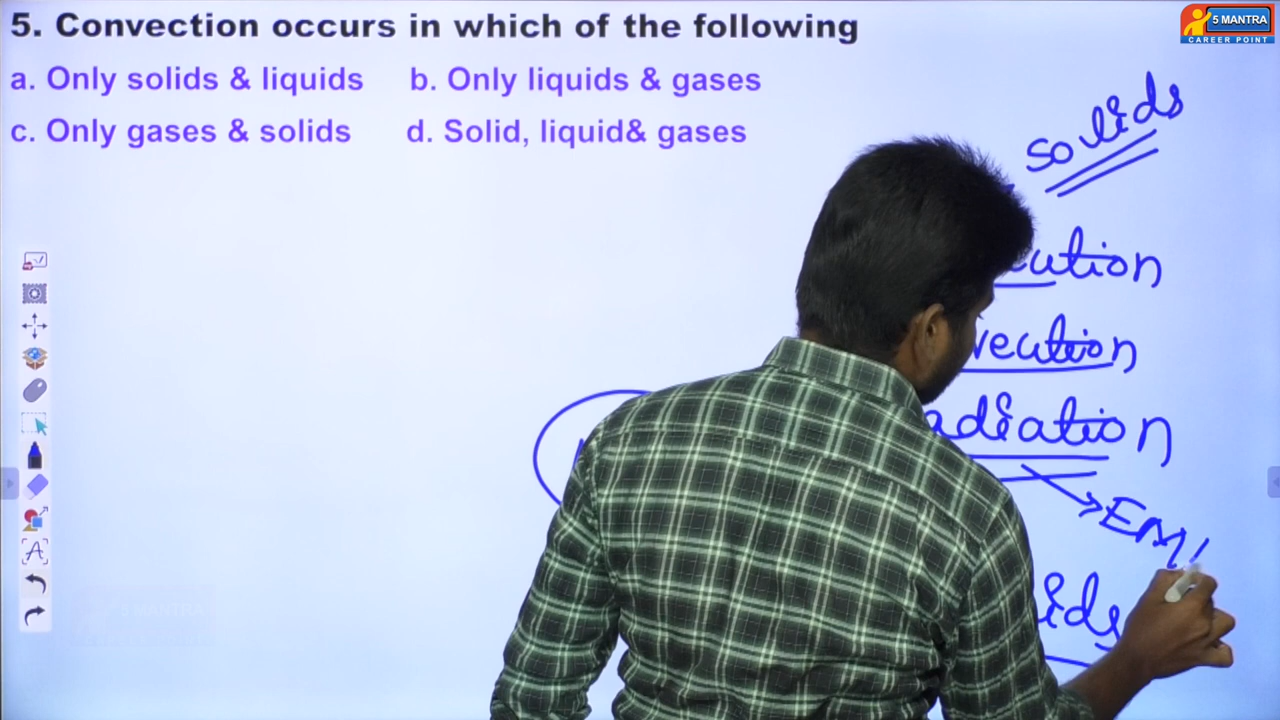 5. Convection occurs in which of the following
a. Only solids & liquids b. Only liquids & gases
c. Only gases & solids d. Solid, liquid& gases
5 MANTRA
CAREER POINT
solids